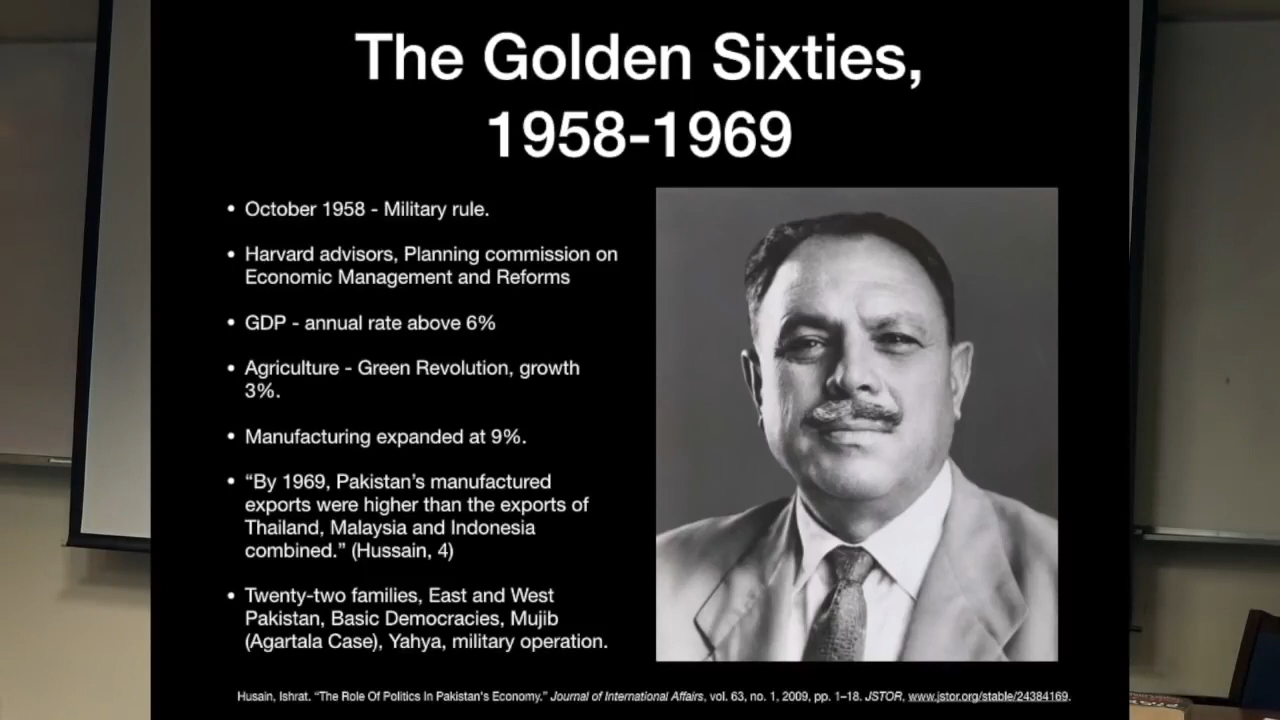 The Golden Sixties,
1958-1969
• October 1958 - Military rule.
• Harvard advisors, Planning commission on
Economic Management and Reforms
• GDP - annual rate above 6%
• Agriculture - Green Revolution, growth
3%.
• Manufacturing expanded at 9%.
• “By 1969, Pakistan’s manufactured
exports were higher than the exports of
Thailand, Malaysia and Indonesia
combined.” (Hussain, 4)
• Twenty-two families, East and West
Pakistan, Basic Democracies, Mujib
(Agartala Case), Yahya, military operation.
Husain, Ishrat. “The Role Of Politics In Pakistan’s Economy.” Journal of International Affairs, vol. 63, no. 1, 2009, pp. 1–18. JSTOR, www.jstor.org/stable/24384169.